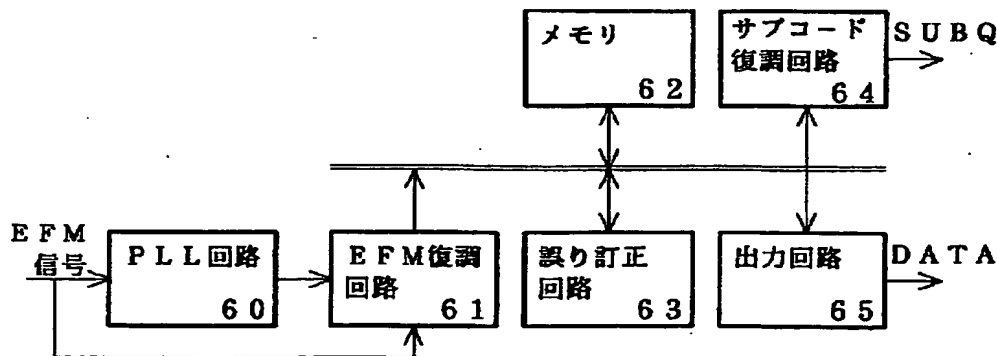 メモリ
62
サブコード
復調回路
64
SUBQ
EFM
信号
PLL回路
60
EFM復調
回路
61
誤り訂正
回路
63
出力回路
65
DATA